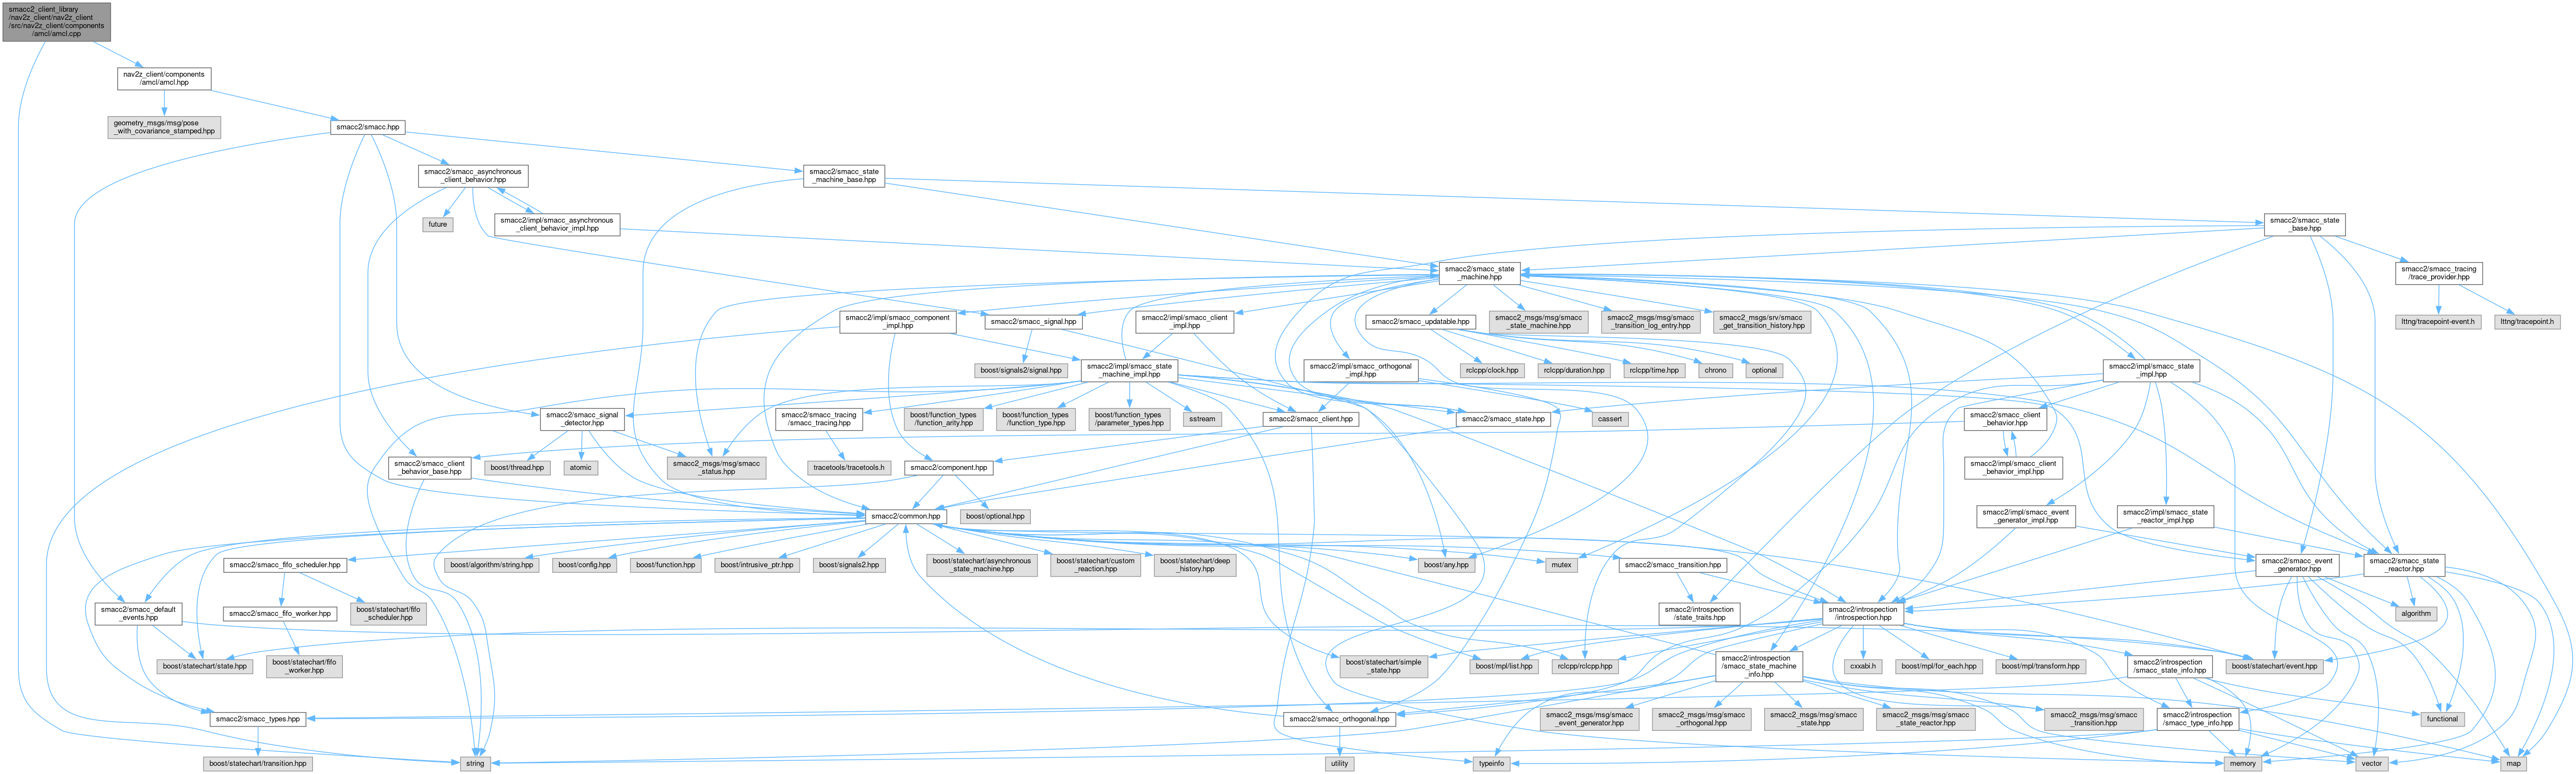 smacc2_client_library
/nav2z_client/nav2z_client
/src/nav2z_client/components
/amcl/amcl.cpp
nav2z_client/components
/amcl/amcl.hpp
geometry_msgs/msg/pose
_with_covariance_stamped.hpp
smacc2/smacc.hpp
smacc2/smacc_asynchronous
_client_behavior.hpp
smacc2/smacc_state
_machine_base.hpp
future
smacc2/impl/smacc_asynchronous
_client_behavior_impl.hpp
smacc2/smacc_state
_base.hpp
smacc2/smacc_state
_machine.hpp
smacc2/smacc_tracing
/trace_provider.hpp
smacc2/impl/smacc_component
_impl.hpp
smacc2/smacc_signal.hpp
smacc2/impl/smacc_client
_impl.hpp
smacc2/smacc_updatable.hpp
smacc2_msgs/msg/smacc
_state_machine.hpp
smacc2_msgs/msg/smacc
_transition_log_entry.hpp
smacc2_msgs/srv/smacc
_get_transition_history.hpp
lttng/tracepoint-event.h
lttng/tracepoint.h
boost/signals2/signal.hpp
smacc2/impl/smacc_state
_machine_impl.hpp
smacc2/impl/smacc_orthogonal
_impl.hpp
rclcpp/clock.hpp
rclcpp/duration.hpp
rclcpp/time.hpp
chrono
optional
smacc2/impl/smacc_state
_impl.hpp
smacc2/smacc_signal
_detector.hpp
smacc2/smacc_tracing
/smacc_tracing.hpp
boost/function_types
/function_arity.hpp
boost/function_types
/function_type.hpp
boost/function_types
/parameter_types.hpp
sstream
smacc2/smacc_client.hpp
smacc2/smacc_state.hpp
cassert
smacc2/smacc_client
_behavior.hpp
smacc2/smacc_client
_behavior_base.hpp
boost/thread.hpp
atomic
smacc2_msgs/msg/smacc
_status.hpp
tracetools/tracetools.h
smacc2/component.hpp
smacc2/impl/smacc_client
_behavior_impl.hpp
smacc2/common.hpp
boost/optional.hpp
smacc2/impl/smacc_event
_generator_impl.hpp
smacc2/impl/smacc_state
_reactor_impl.hpp
smacc2/smacc_fifo_scheduler.hpp
boost/algorithm/string.hpp
boost/config.hpp
boost/function.hpp
boost/intrusive_ptr.hpp
boost/signals2.hpp
boost/statechart/asynchronous
_state_machine.hpp
boost/statechart/custom
_reaction.hpp
boost/statechart/deep
_history.hpp
boost/any.hpp
mutex
smacc2/smacc_transition.hpp
smacc2/smacc_event
_generator.hpp
smacc2/smacc_state
_reactor.hpp
smacc2/smacc_default
_events.hpp
smacc2/smacc_fifo_worker.hpp
boost/statechart/fifo
_scheduler.hpp
smacc2/introspection
/state_traits.hpp
smacc2/introspection
/introspection.hpp
algorithm
boost/statechart/state.hpp
boost/statechart/fifo
_worker.hpp
boost/statechart/simple
_state.hpp
boost/mpl/list.hpp
rclcpp/rclcpp.hpp
smacc2/introspection
/smacc_state_machine
_info.hpp
cxxabi.h
boost/mpl/for_each.hpp
boost/mpl/transform.hpp
smacc2/introspection
/smacc_state_info.hpp
boost/statechart/event.hpp
smacc2/smacc_types.hpp
smacc2/smacc_orthogonal.hpp
smacc2_msgs/msg/smacc
_event_generator.hpp
smacc2_msgs/msg/smacc
_orthogonal.hpp
smacc2_msgs/msg/smacc
_state.hpp
smacc2_msgs/msg/smacc
_state_reactor.hpp
smacc2_msgs/msg/smacc
_transition.hpp
smacc2/introspection
/smacc_type_info.hpp
functional
boost/statechart/transition.hpp
string
utility
typeinfo
memory
vector
map